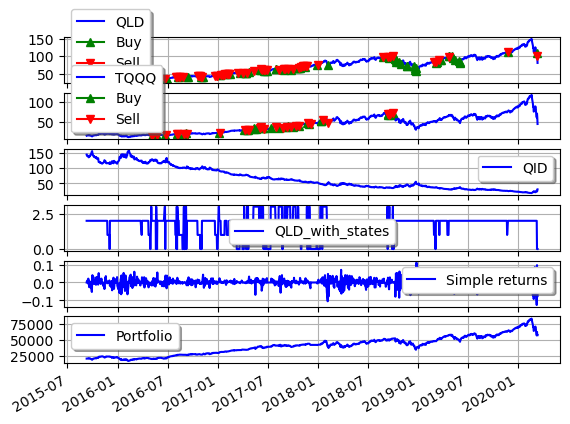 QLD
Buy
Sell
150
100
50
TQQQ
Buy
Sell
100
50
150
100
50
QID
2.5
0.0
QLD_with_states
0.1
0.0
−0.1
Simple returns
75000
50000
25000
Portfolio
2015-07
2016-01
2016-07
2017-01
2017-07
2018-01
2018-07
2019-01
2019-07
2020-01